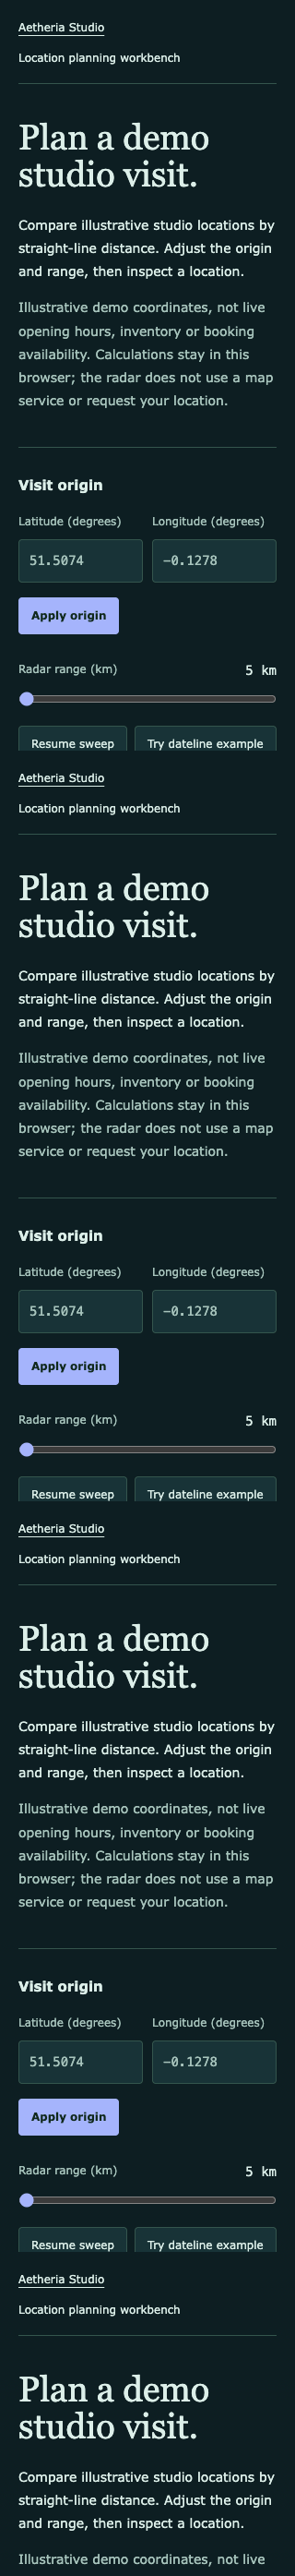 Aetheria Studio
Location planning workbench
Plan a demo
studio visit.
Compare illustrative studio locations by
straight-line distance. Adjust the origin
and range, then inspect a location.
Illustrative demo coordinates, not live
opening hours, inventory or booking
availability. Calculations stay in this
browser; the radar does not use a map
service or request your location.
Visit origin
Latitude (degrees) Longitude (degrees)
51.5074 -0.1278
Apply origin
Radar range (km) 5 km
Resume sweep Try dateline example
Aetheria Studio
Location planning workbench
Plan a demo
studio visit.
Compare illustrative studio locations by
straight-line distance. Adjust the origin
and range, then inspect a location.
Illustrative demo coordinates, not live
opening hours, inventory or booking
availability. Calculations stay in this
browser; the radar does not use a map
service or request your location.
Visit origin
Latitude (degrees) Longitude (degrees)
51.5074 -0.1278
Apply origin
Radar range (km) 5 km
Resume sweep Try dateline example
Aetheria Studio
Location planning workbench
Plan a demo
studio visit.
Compare illustrative studio locations by
straight-line distance. Adjust the origin
and range, then inspect a location.
Illustrative demo coordinates, not live
opening hours, inventory or booking
availability. Calculations stay in this
browser; the radar does not use a map
service or request your location.
Visit origin
Latitude (degrees) Longitude (degrees)
51.5074 -0.1278
Apply origin
Radar range (km) 5 km
Resume sweep Try dateline example
Aetheria Studio
Location planning workbench
Plan a demo
studio visit.
Compare illustrative studio locations by
straight-line distance. Adjust the origin
and range, then inspect a location.
Illustrative demo coordinates, not live